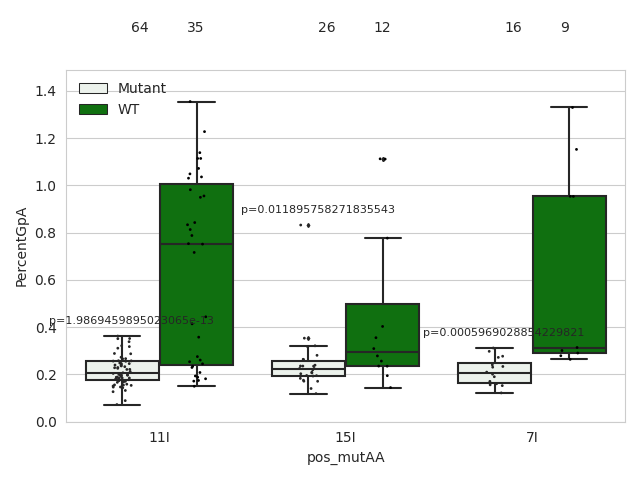 64 35 26 12 16 9
Mutant
WT
p=0.011895758271835543
p=1.9869459895023065e-13
p=0.0005969028854229821
1.4
1.2
1.0
0.8
0.6
0.4
0.2
0.0
PercentGpA
11I 15I 7I
pos_mutAA